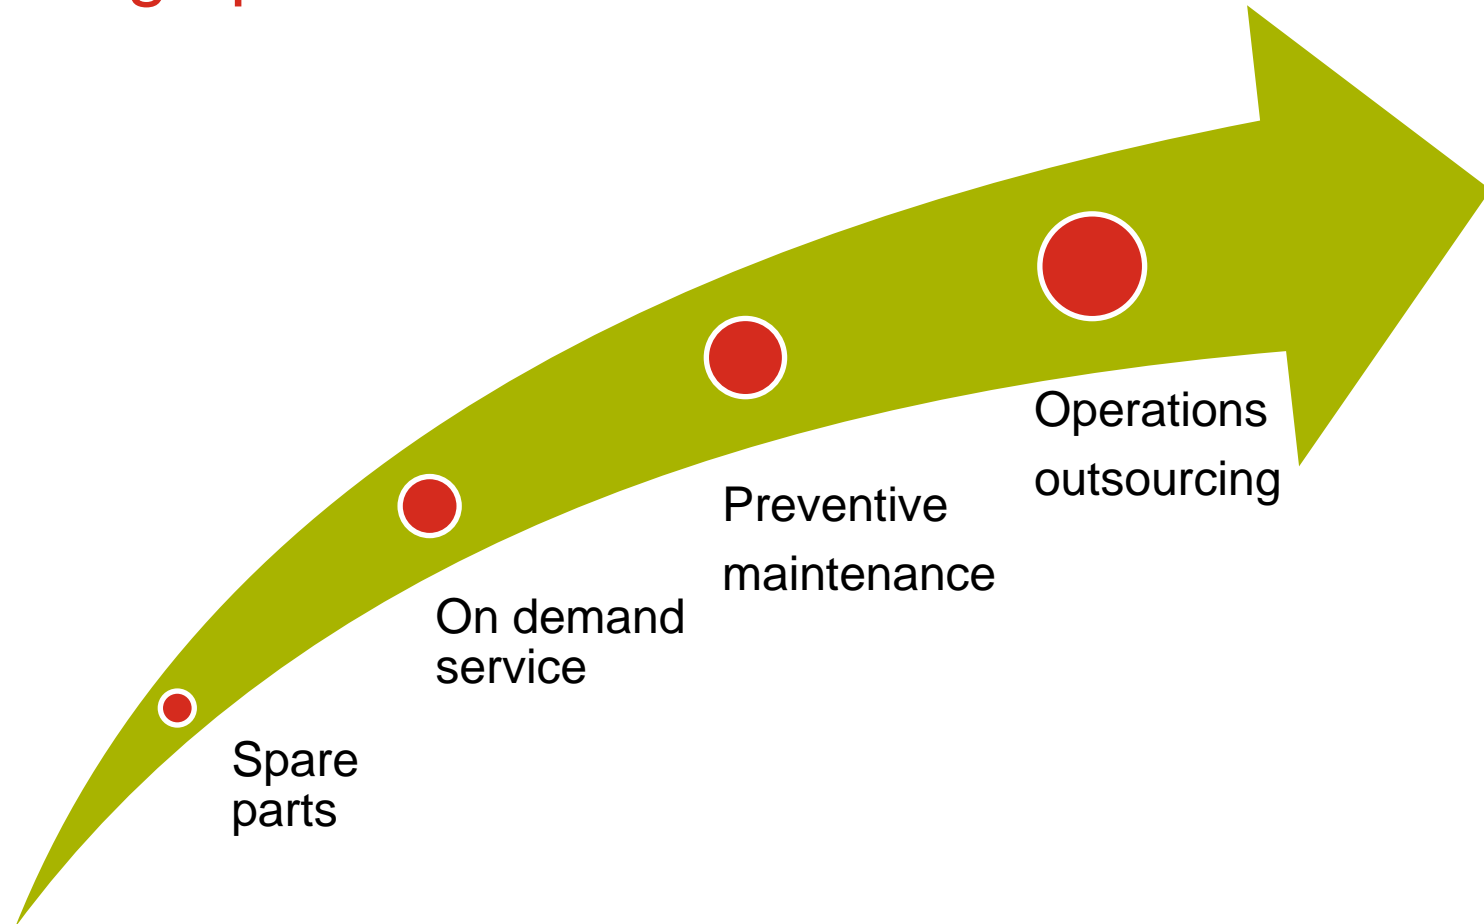 Spare
parts
On demand
service
Preventive
maintenance
Operations
outsourcing